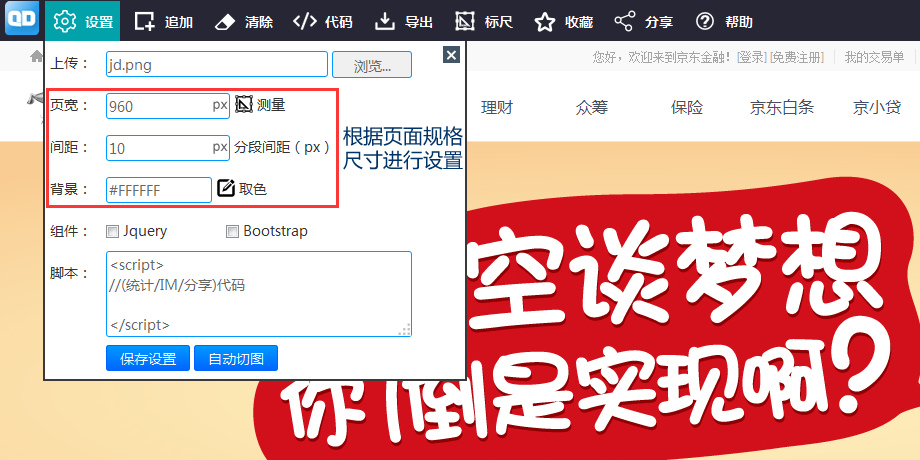 QD 设置 追加 清除 代码 导出 标尺 收藏 分享 帮助
上传： jd.png 浏览...
您好，欢迎来到京东金融！ [登录] [免费注册] 我的交易单
页宽： 960 px 测量
理财 众筹 保险 京东白条 京小贷
间距： 10 px 分段间距（px）
根据页面规格
尺寸进行设置
背景： #FFFFFF 取色
组件： Jquery Bootstrap
脚本： <script>
//(统计/IM/分享)代码
</script>
保存设置 自动切图
空谈梦想
你倒是实现啊？